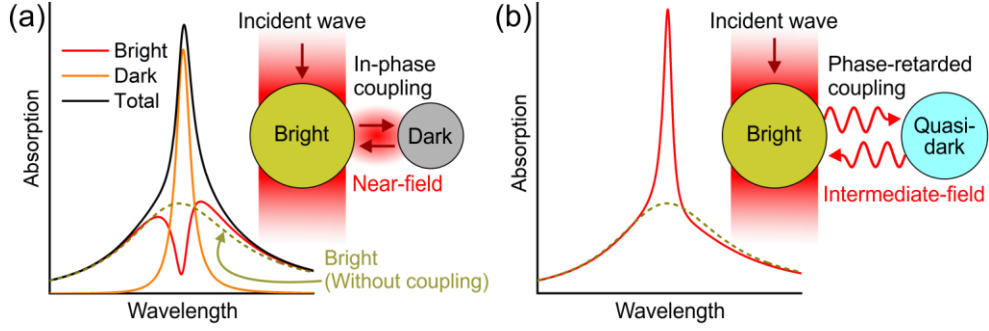 (a)
Absorption
Wavelength
Bright
Dark
Total
Incident wave
In-phase
coupling
Bright
Dark
Near-field
Bright
(Without coupling)
(b)
Absorption
Wavelength
Incident wave
Phase-retarded
coupling
Bright
Quasi-
dark
Intermediate-field